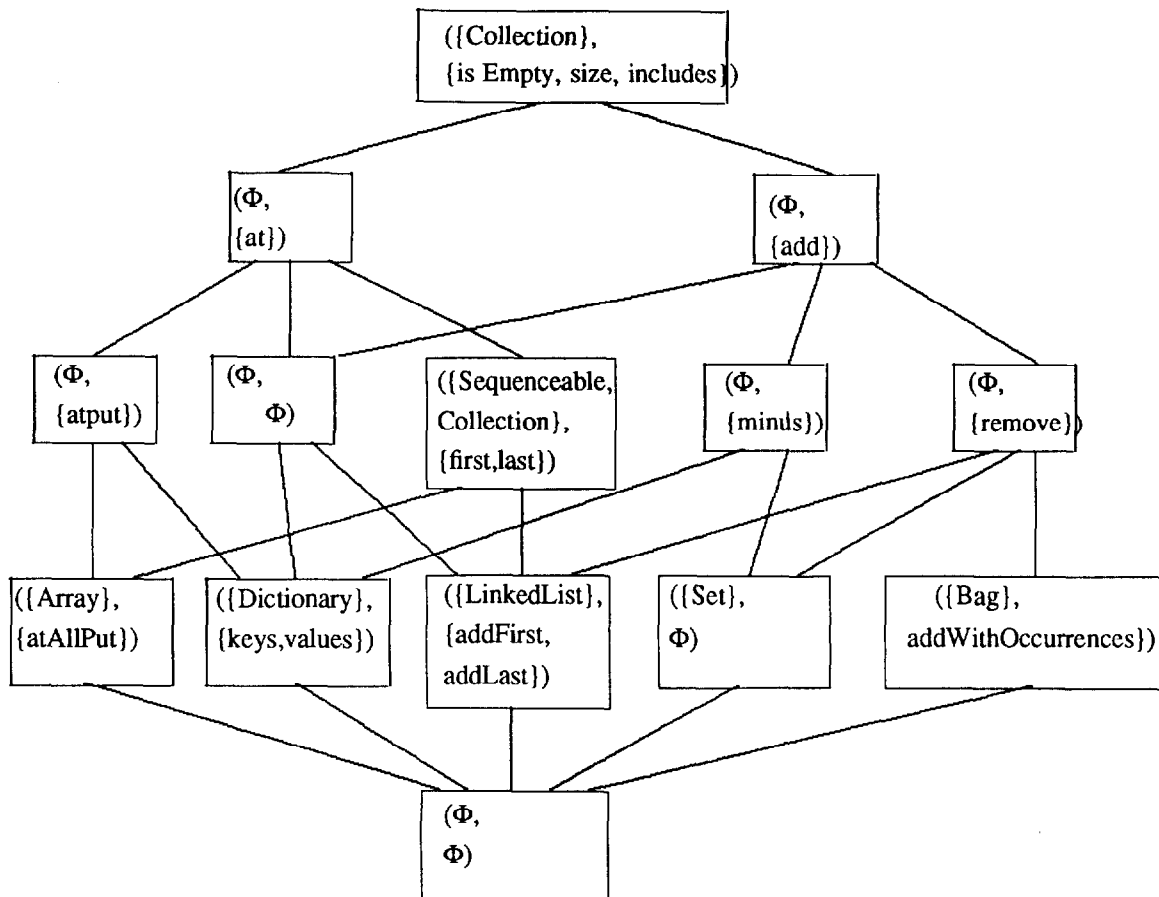 ({Collection},
{is Empty, size, includes})
(Φ,
{at})
(Φ,
{add})
(Φ,
{atput})
(Φ,
Φ)
({Sequenceable,
Collection},
{first,last})
(Φ,
{minus})
(Φ,
{remove})
({Array},
{atAllPut})
({Dictionary},
{keys,values})
({LinkedList},
{addFirst,
addLast})
({Set},
Φ)
({Bag},
addWithOccurrences})
(Φ,
Φ)